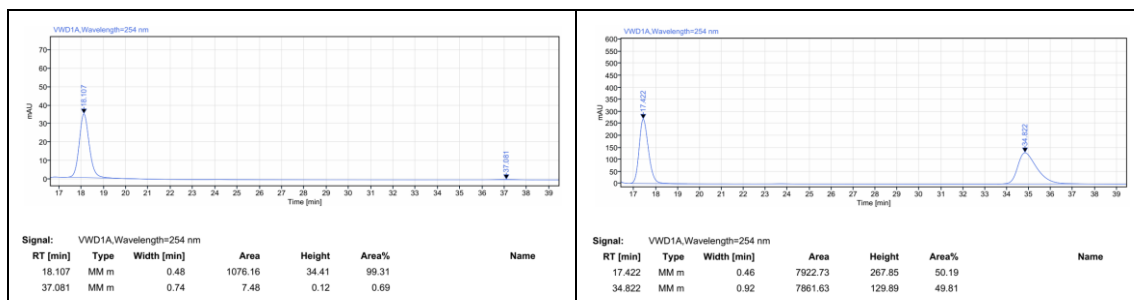 VWD1A,Wavelength=254 nm
70
60
50
40
30
20
10
0
mAU
18.107
37.081
17 18 19 20 21 22 23 24 25 26 27 28 29 30 31 32 33 34 35 36 37 38 39
Time [min]
Signal: VWD1A,Wavelength=254 nm
RT [min] Type Width [min] Area Height Area% Name
18.107 MM m 0.48 1076.16 34.41 99.31
37.081 MM m 0.74 7.48 0.12 0.69
VWD1A,Wavelength=254 nm
600
550
500
450
400
350
300
250
200
150
100
50
0
mAU
17.422
34.822
17 18 19 20 21 22 23 24 25 26 27 28 29 30 31 32 33 34 35 36 37 38 39
Time [min]
Signal: VWD1A,Wavelength=254 nm
RT [min] Type Width [min] Area Height Area% Name
17.422 MM m 0.46 7922.73 267.85 50.19
34.822 MM m 0.92 7861.63 129.89 49.81